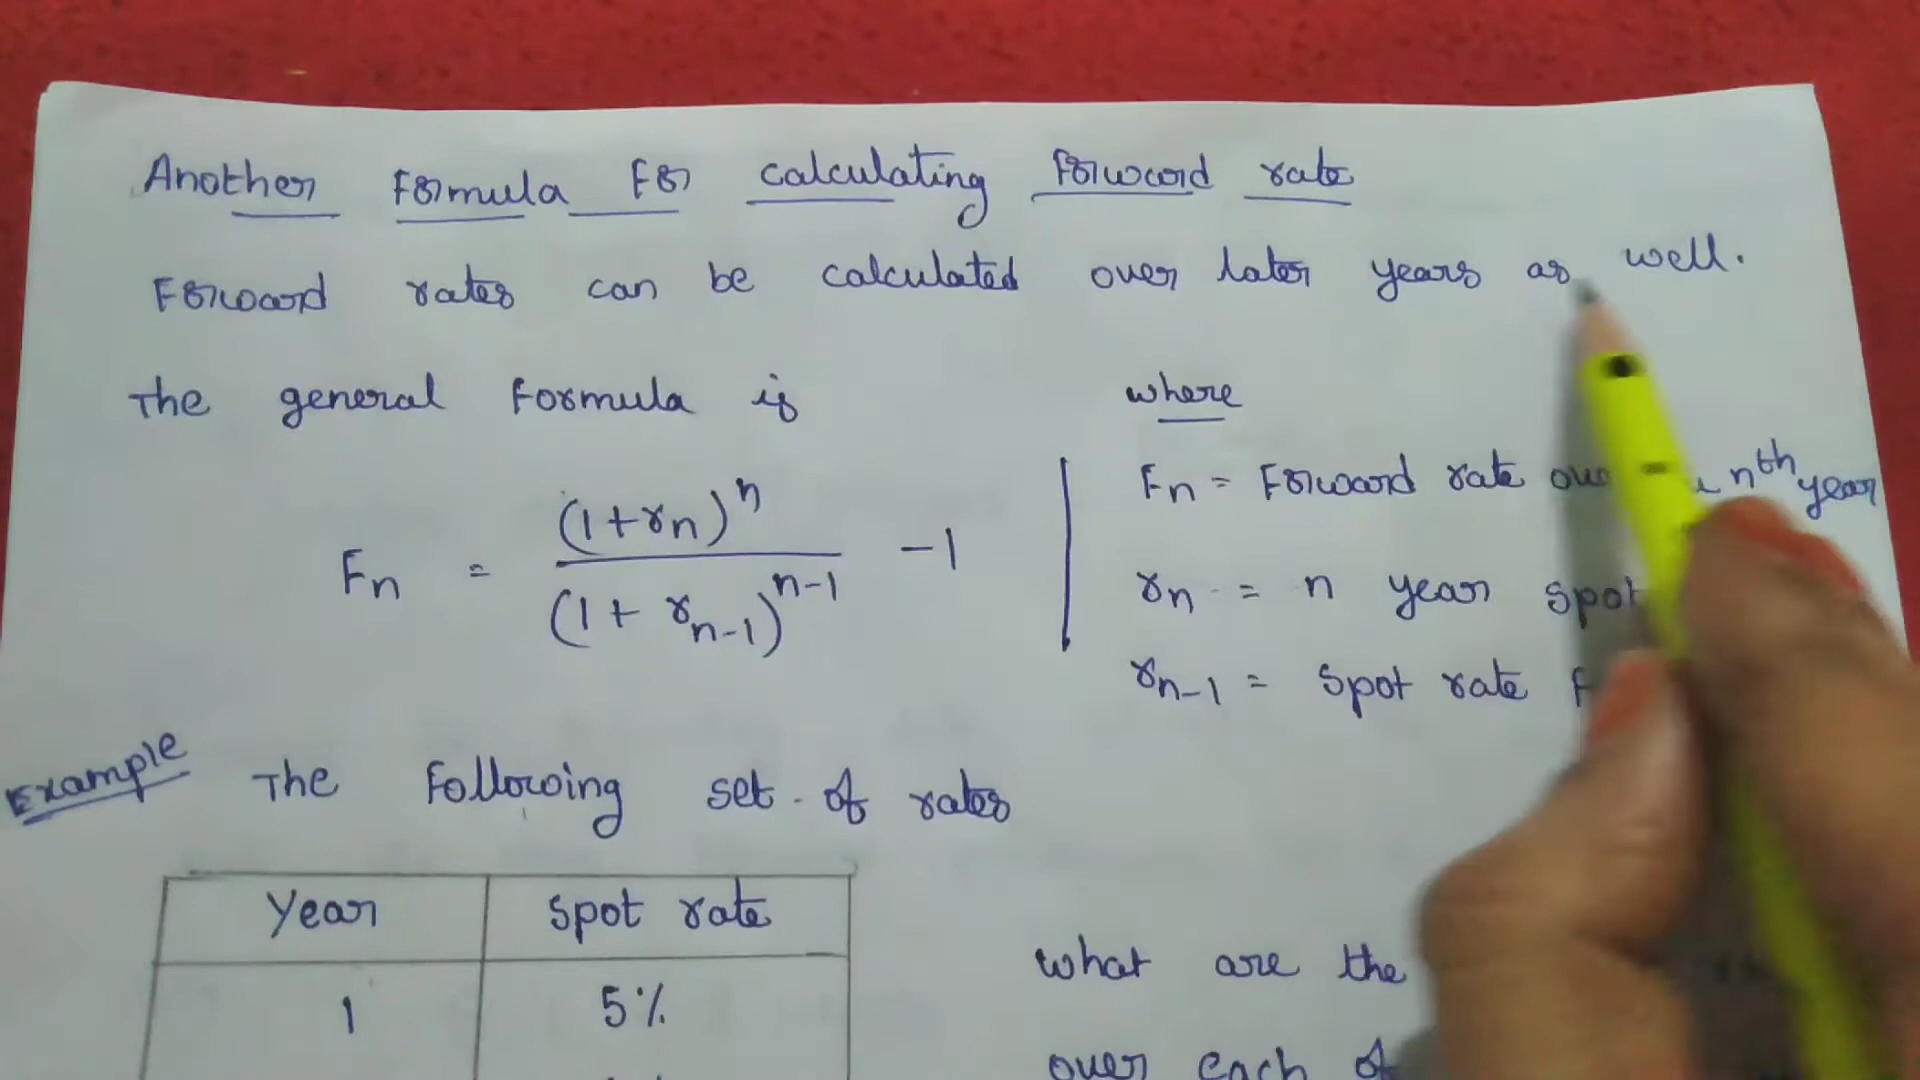 Another formula for calculating forward rate
Forward rates can be calculated over later years as well.
The general formula is
Fn = (1+rn)^n / (1+r n-1)^n-1 -1
where
Fn = Forward rate nth year
rn = n year spot
rn-1 = spot rate
Example The following set of rates
Year Spot rate
1 5%
what are the
over each of